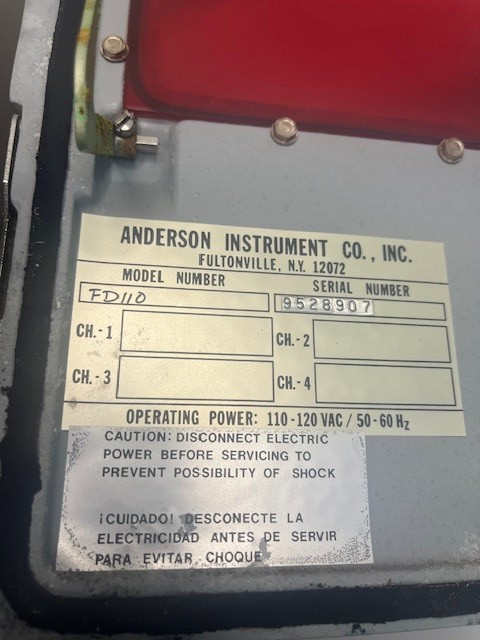 ANDERSON INSTRUMENT CO., INC.
FULTONVILLE, N.Y. 12072
MODEL NUMBER SERIAL NUMBER
FD110 9528907
CH.-1 CH.-2
CH.-3 CH.-4
OPERATING POWER: 110-120 VAC / 50-60 Hz
CAUTION: DISCONNECT ELECTRIC
POWER BEFORE SERVICING TO
PREVENT POSSIBILITY OF SHOCK
¡CUIDADO! DESCONECTE LA
ELECTRICIDAD ANTES DE SERVIR
PARA EVITAR CHOQUE